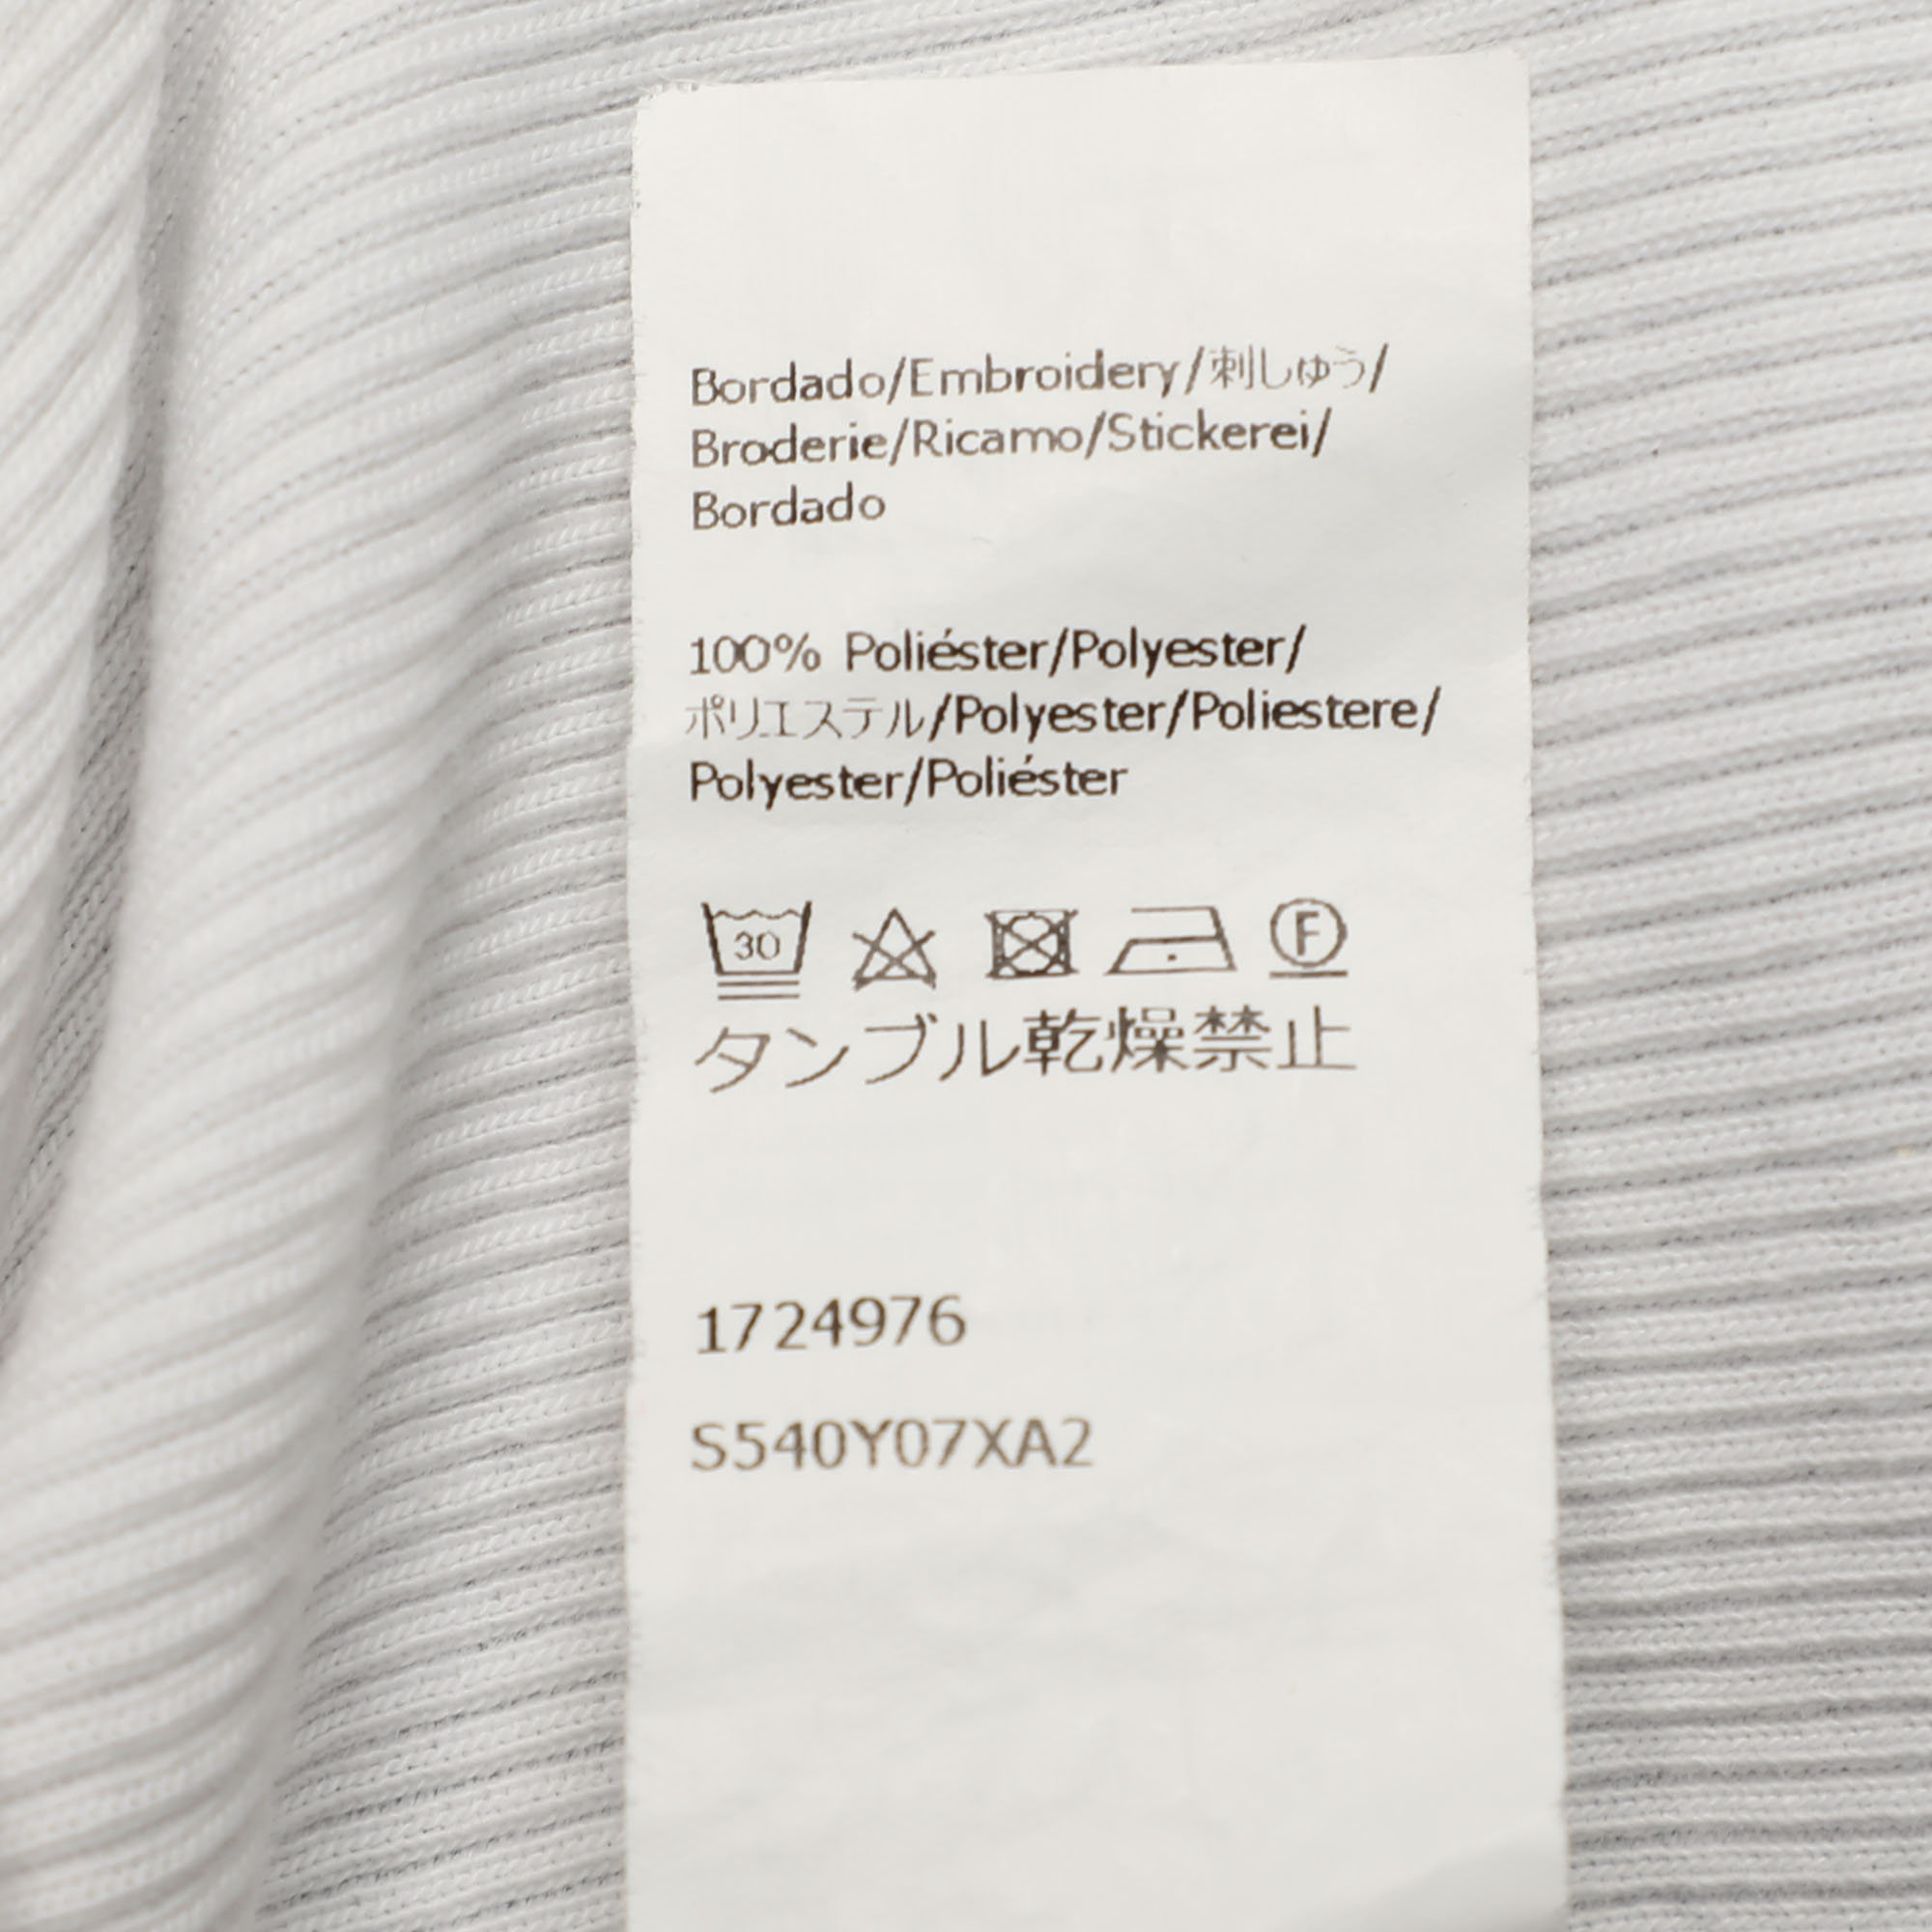 Bordado/Embroidery/刺しゅう/
Broderie/Ricamo/Stickerei/
Bordado
100% Poliéster/Polyester/
ポリエステル/Polyester/Poliestere/
Polyester/Poliéster
30 F
タンブル乾燥禁止
1724976
S540Y07XA2